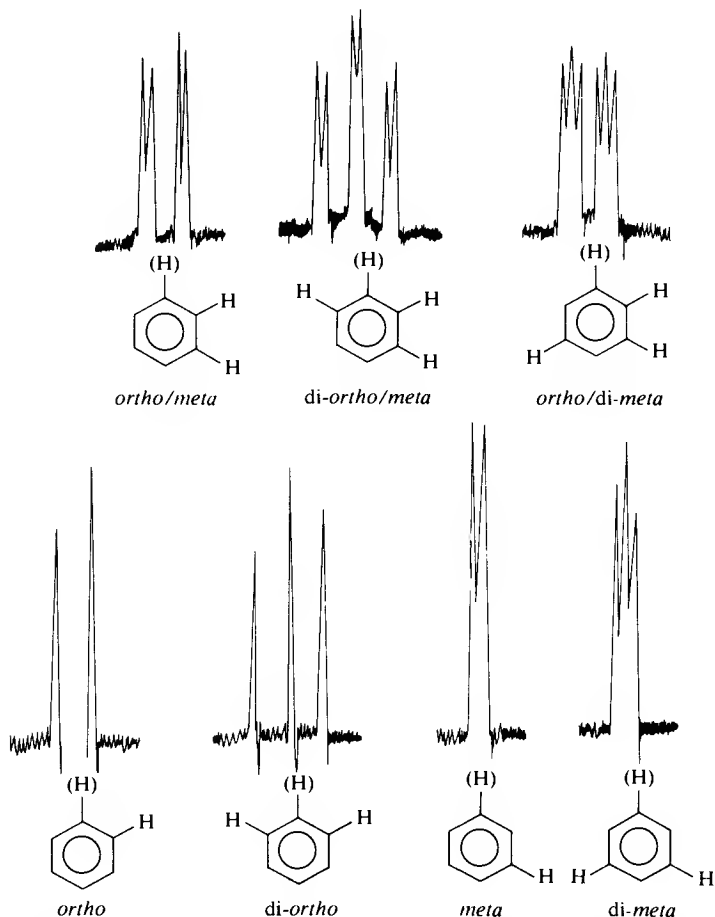 (H) (H) (H)
H H H H
H H H H
ortho/meta di-ortho/meta ortho/di-meta
(H) (H) (H) (H)
H H H
H H H
ortho di-ortho meta di-meta